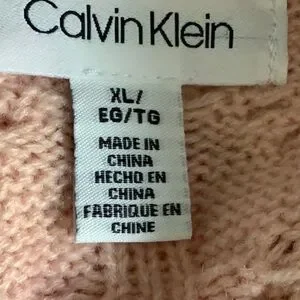 Calvin Klein
XL/
EG/TG
MADE IN
CHINA
HECHO EN
CHINA
FABRIQUE EN
CHINE